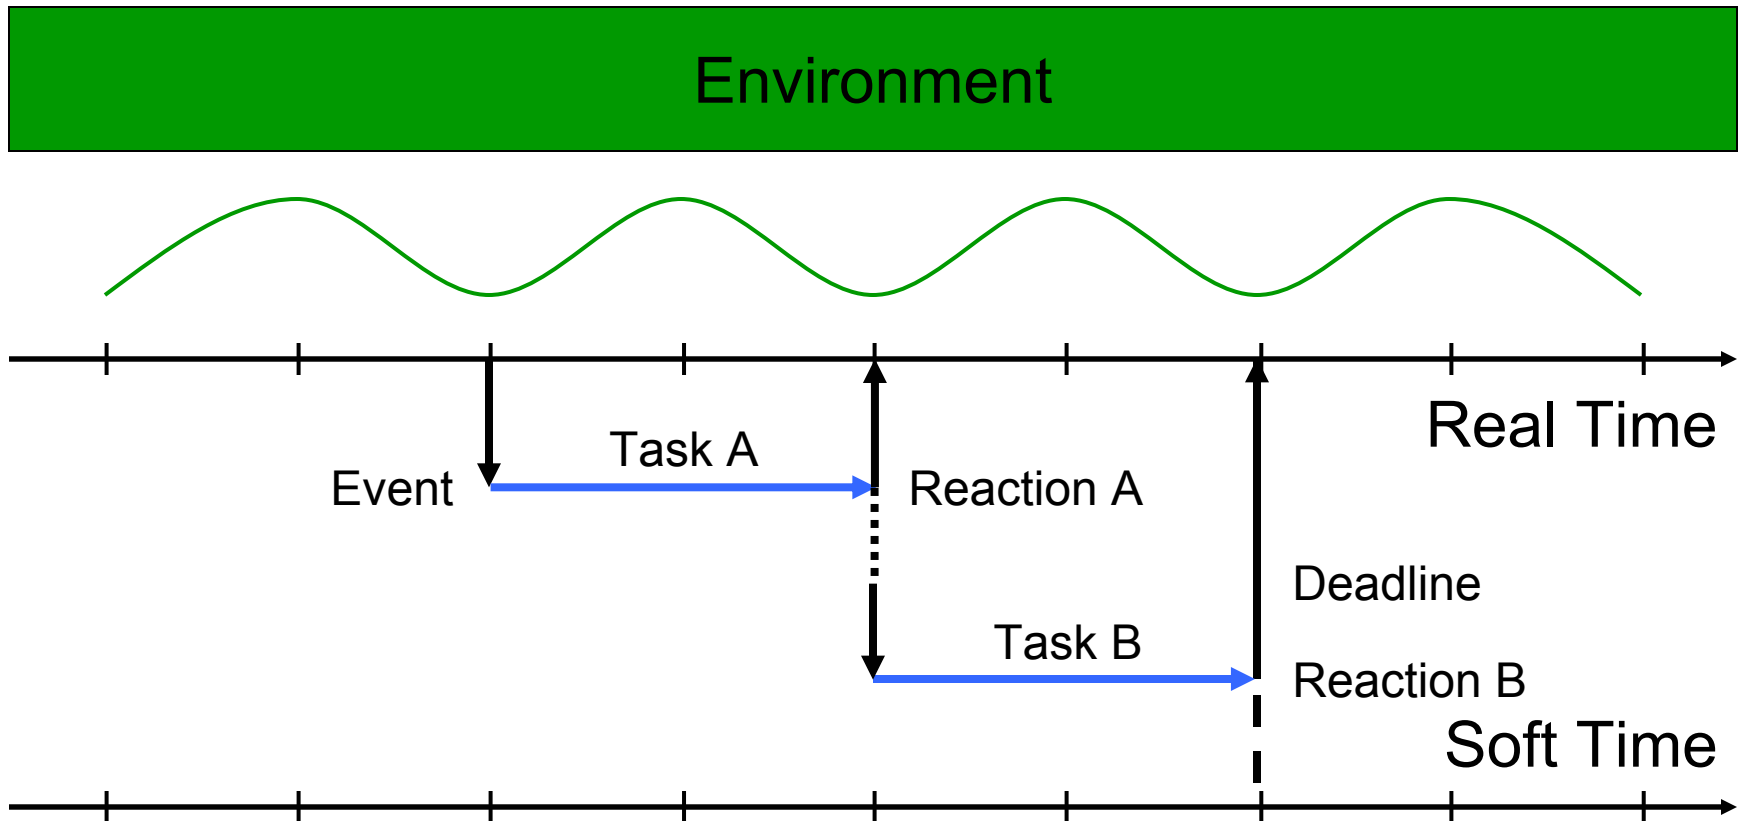 Environment
Real Time
Task A
Event
Reaction A
Deadline
Task B
Reaction B
Soft Time